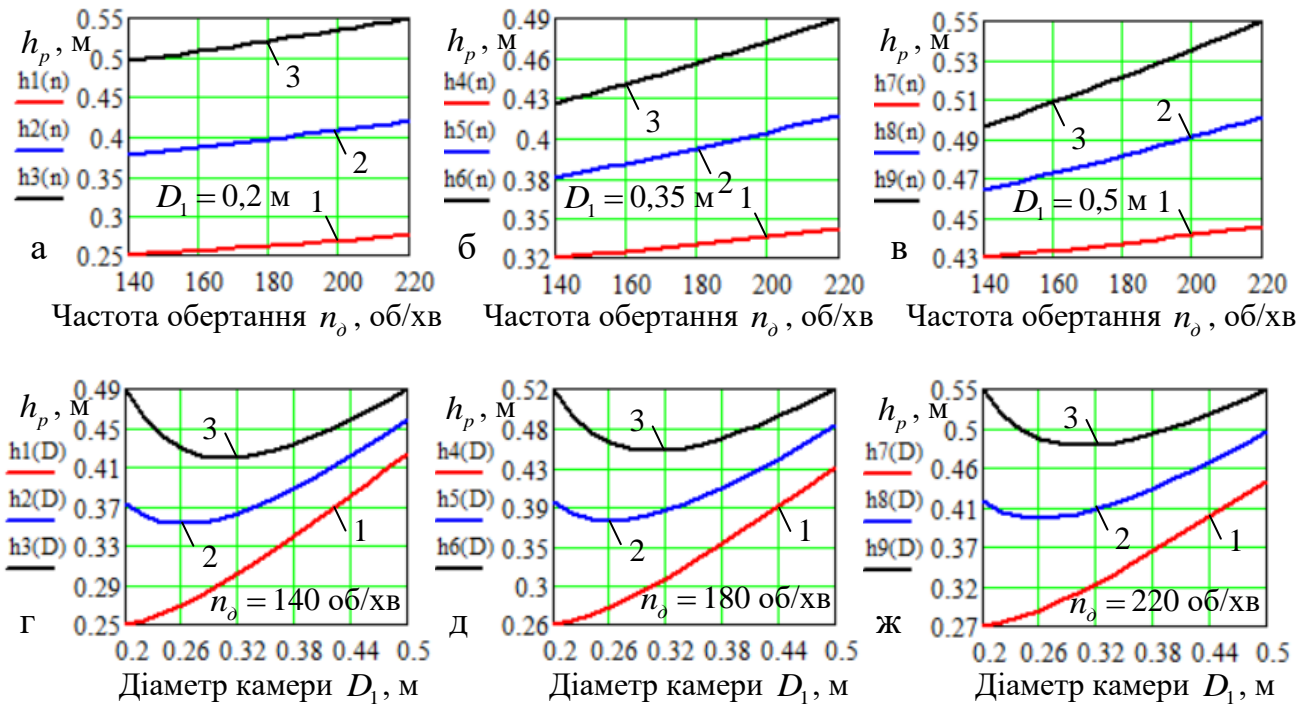 0.55
h_p, м
0.5
h1(n)
0.45
h2(n)
0.4
h3(n)
0.35
0.3
0.25
3
2
D₁ = 0,2 м
1
а
140 160 180 200 220
Частота обертання n_д, об/хв
0.49
h_p, м
0.46
h4(n)
0.43
h5(n)
0.4
h6(n)
0.38
0.35
0.32
3
2
D₁ = 0,35 м
1
б
140 160 180 200 220
Частота обертання n_д, об/хв
0.55
h_p, м
0.53
h7(n)
0.51
h8(n)
0.49
h9(n)
0.47
0.45
0.43
2
3
D₁ = 0,5 м
1
в
140 160 180 200 220
Частота обертання n_д, об/хв
0.49
h_p, м
0.45
h1(D)
0.41
h2(D)
0.37
h3(D)
0.33
0.29
0.25
3
1
2
n_д = 140 об/хв
г
0.2 0.26 0.32 0.38 0.44 0.5
Діаметр камери D₁, м
0.52
h_p, м
0.48
h4(D)
0.43
h5(D)
0.39
h6(D)
0.35
0.3
0.26
3
2
1
n_д = 180 об/хв
д
0.2 0.26 0.32 0.38 0.44 0.5
Діаметр камери D₁, м
0.55
h_p, м
0.5
h7(D)
0.46
h8(D)
0.41
h9(D)
0.37
0.32
0.27
3
2
1
n_д = 220 об/хв
ж
0.2 0.26 0.32 0.38 0.44 0.5
Діаметр камери D₁, м